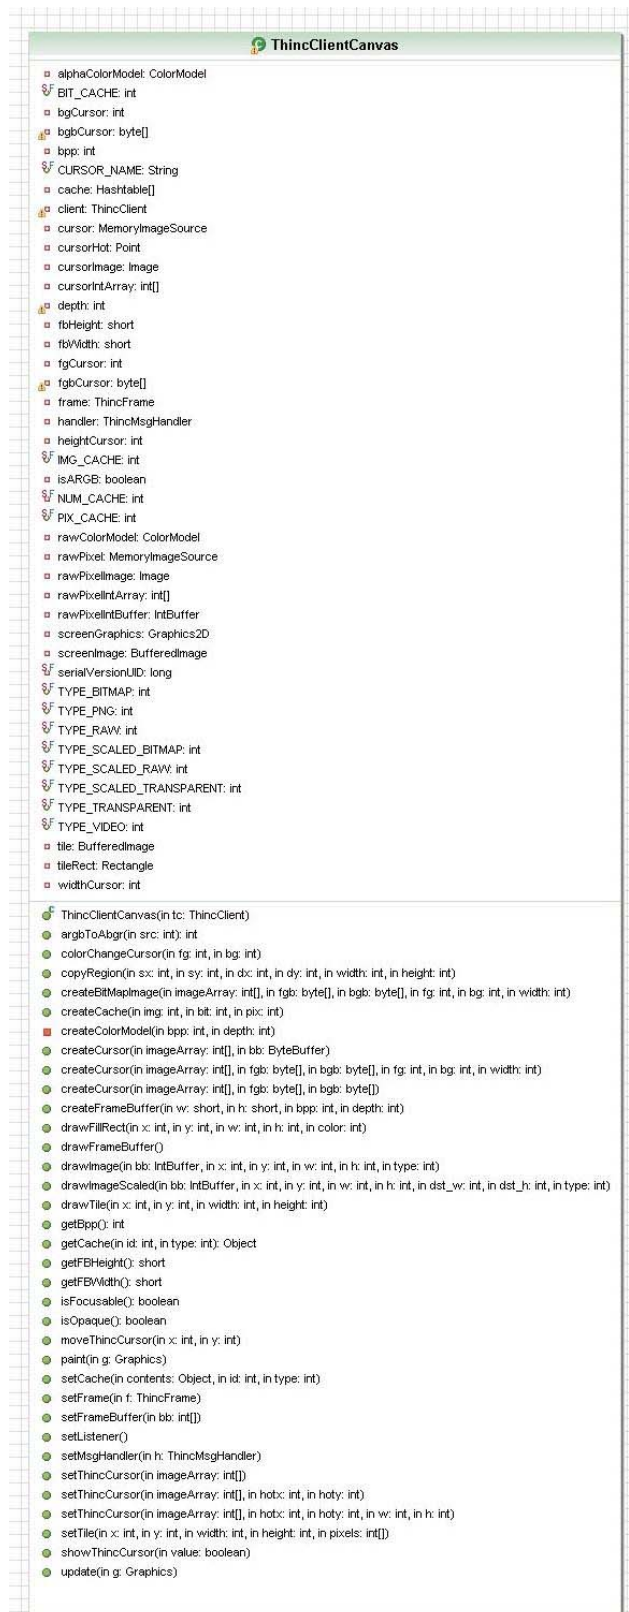 ThincClientCanvas
alphaColorModel: ColorModel
BIT_CACHE: int
bgCursor: int
bgbCursor: byte[]
bpp: int
CURSOR_NAME: String
cache: Hashtable[]
client: ThincClient
cursor: MemoryImageSource
cursorHot: Point
cursorImage: Image
cursorIntArray: int[]
depth: int
fbHeight: short
fbWidth: short
fgCursor: int
fgbCursor: byte[]
frame: ThincFrame
handler: ThincMsgHandler
heightCursor: int
IMG_CACHE: int
isARGB: boolean
NUM_CACHE: int
PIX_CACHE: int
rawColorModel: ColorModel
rawPixel: MemoryImageSource
rawPixelImage: Image
rawPixelIntArray: int[]
rawPixelIntBuffer: IntBuffer
screenGraphics: Graphics2D
screenImage: BufferedImage
serialVersionUID: long
TYPE_BITMAP: int
TYPE_PNG: int
TYPE_RAW: int
TYPE_SCALED_BITMAP: int
TYPE_SCALED_RAW: int
TYPE_SCALED_TRANSPARENT: int
TYPE_TRANSPARENT: int
TYPE_VIDEO: int
tile: BufferedImage
tileRect: Rectangle
widthCursor: int
ThincClientCanvas(in tc: ThincClient)
argbToAbgr(in src: int): int
colorChangeCursor(in fg: int, in bg: int)
copyRegion(in sx: int, in sy: int, in dx: int, in dy: int, in width: int, in height: int)
createBitMapImage(in imageArray: int[], in fgb: byte[], in bgb: byte[], in fg: int, in bg: int, in width: int)
createCache(in img: int, in bit: int, in pix: int)
createColorModel(in bpp: int, in depth: int)
createCursor(in imageArray: int[], in bb: ByteBuffer)
createCursor(in imageArray: int[], in fgb: byte[], in bgb: byte[], in fg: int, in bg: int, in width: int)
createCursor(in imageArray: int[], in fgb: byte[], in bgb: byte[])
createFrameBuffer(in w: short, in h: short, in bpp: int, in depth: int)
drawFillRect(in x: int, in y: int, in w: int, in h: int, in color: int)
drawFrameBuffer()
drawImage(in bb: IntBuffer, in x: int, in y: int, in w: int, in h: int, in type: int)
drawImageScaled(in bb: IntBuffer, in x: int, in y: int, in w: int, in h: int, in dst_w: int, in dst_h: int, in type: int)
drawTile(in x: int, in y: int, in width: int, in height: int)
getBpp(): int
getCache(in id: int, in type: int): Object
getFBHeight(): short
getFBWidth(): short
isFocusable(): boolean
isOpaque(): boolean
moveThincCursor(in x: int, in y: int)
paint(in g: Graphics)
setCache(in contents: Object, in id: int, in type: int)
setFrame(in f: ThincFrame)
setFrameBuffer(in bb: int[])
setListener()
setMsgHandler(in h: ThincMsgHandler)
setThincCursor(in imageArray: int[])
setThincCursor(in imageArray: int[], in hotx: int, in hoty: int)
setThincCursor(in imageArray: int[], in hotx: int, in hoty: int, in w: int, in h: int)
setTile(in x: int, in y: int, in width: int, in height: int, in pixels: int[])
showThincCursor(in value: boolean)
update(in g: Graphics)